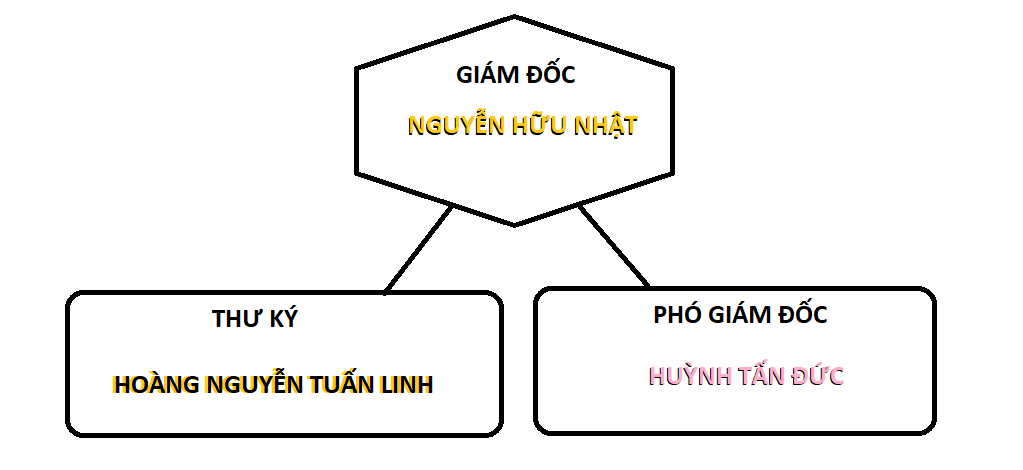 GIÁM ĐỐC
NGUYỄN HỮU NHẬT
THƯ KÝ
HOÀNG NGUYỄN TUẤN LINH
PHÓ GIÁM ĐỐC
HUỲNH TẤN ĐỨC